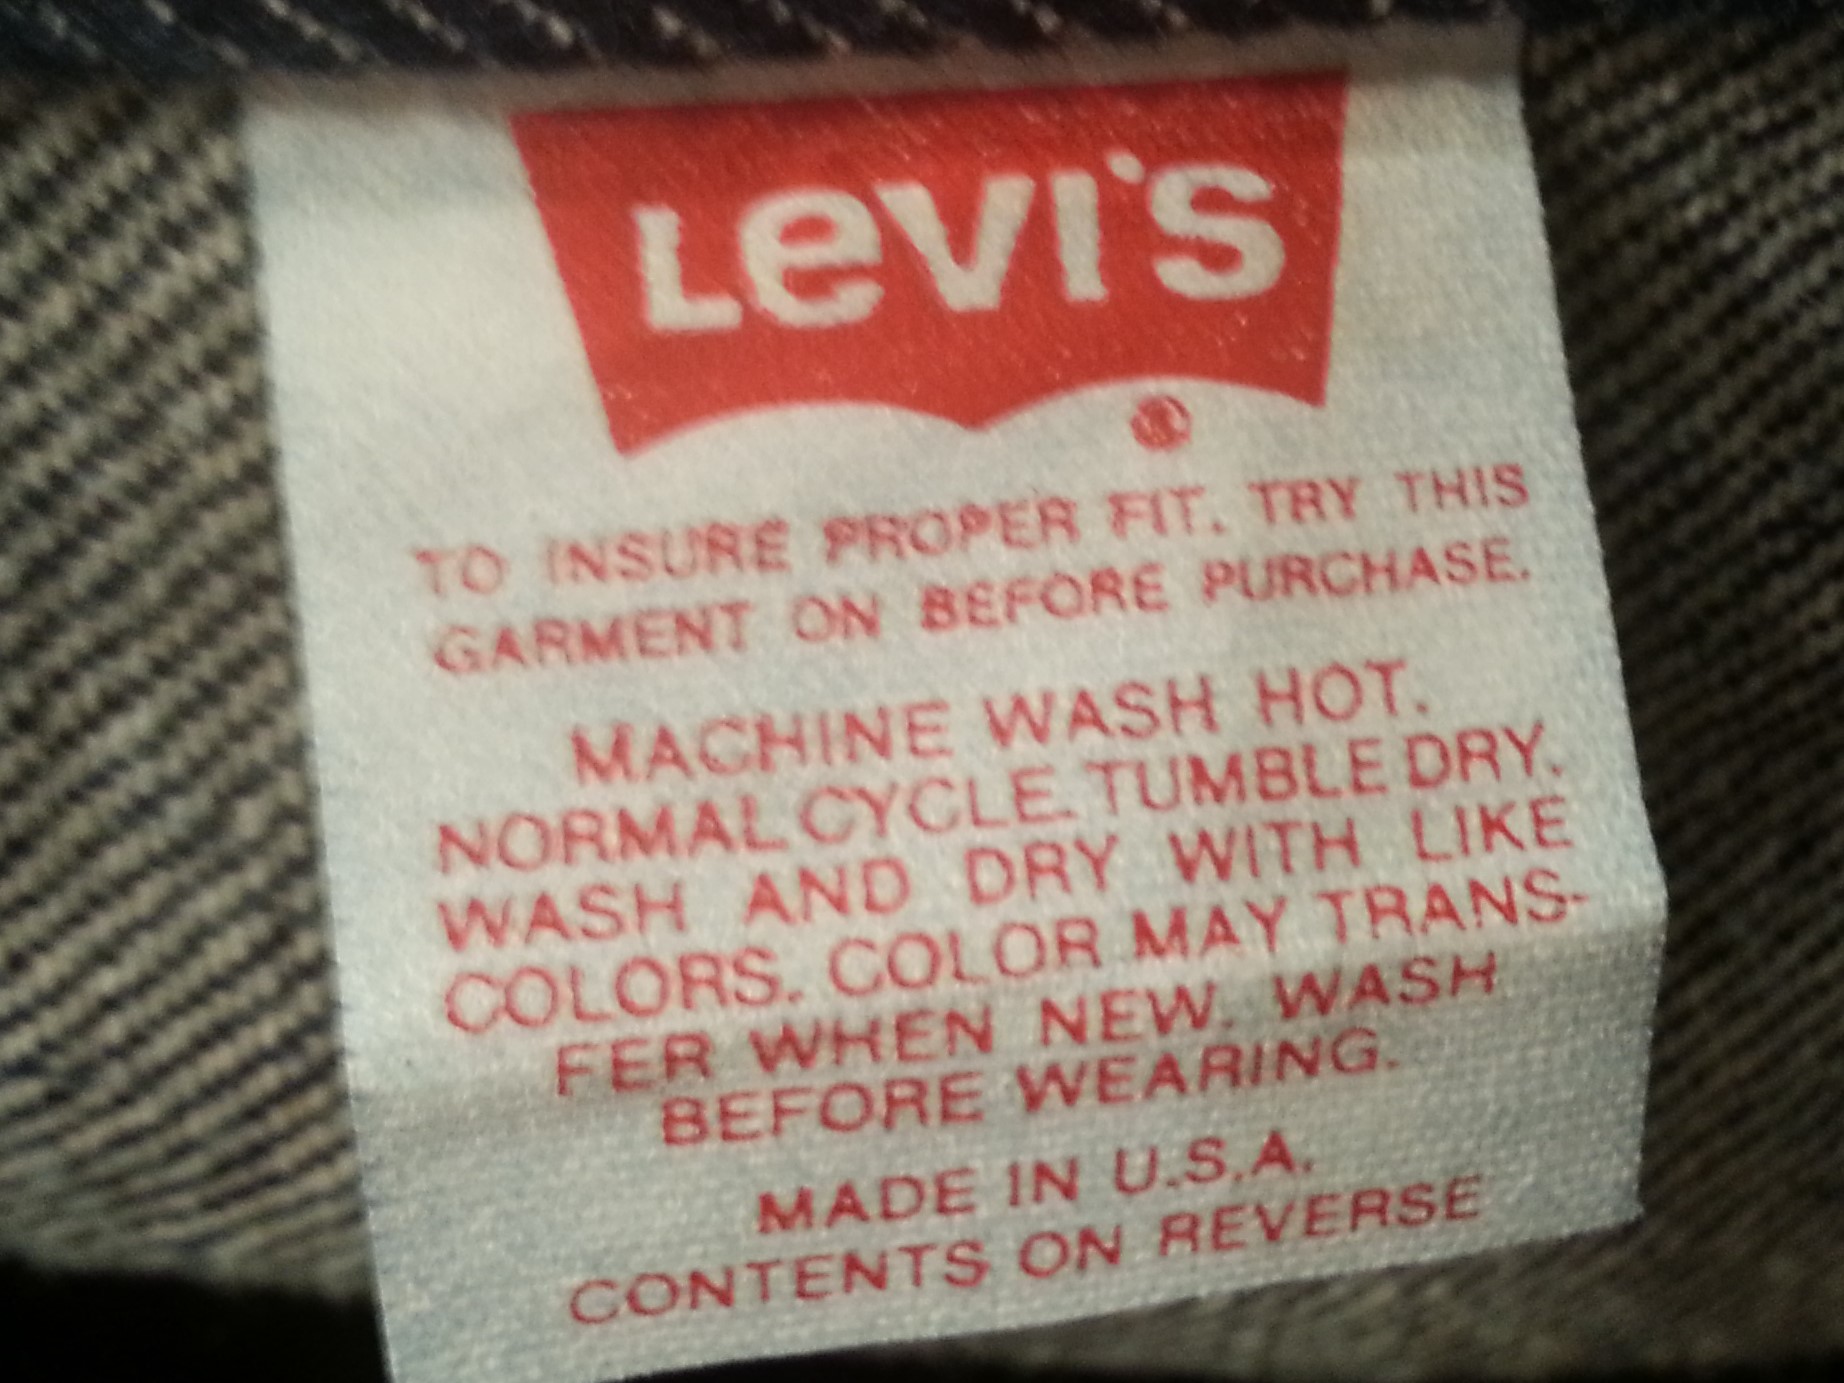 LeVI'S
®
TO INSURE PROPER FIT. TRY THIS
GARMENT ON BEFORE PURCHASE.
MACHINE WASH HOT.
NORMAL CYCLE. TUMBLE DRY.
WASH AND DRY WITH LIKE
COLORS. COLOR MAY TRANS-
FER WHEN NEW. WASH
BEFORE WEARING.
MADE IN U.S.A.
CONTENTS ON REVERSE